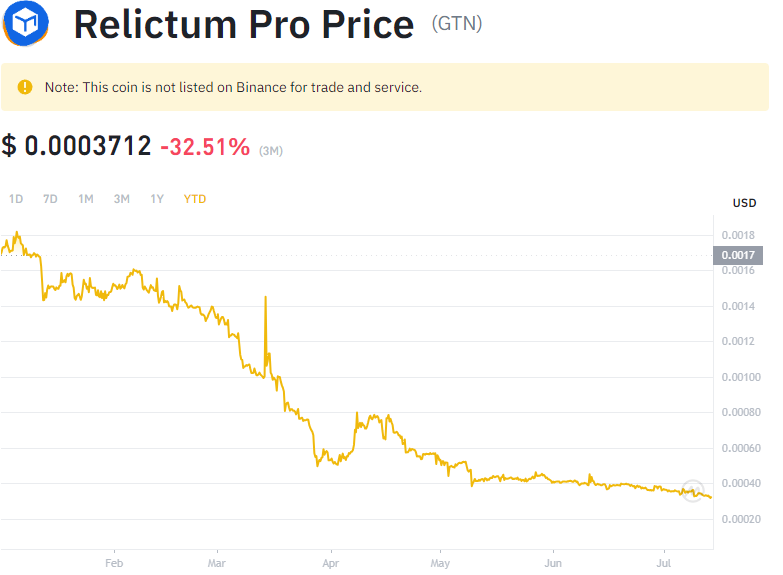 Relictum Pro Price (GTN)
Note: This coin is not listed on Binance for trade and service.
$ 0.0003712 -32.51% (3M)
1D 7D 1M 3M 1Y YTD
USD
0.0018
0.0017
0.0016
0.0014
0.0012
0.00100
0.00080
0.00060
0.00040
0.00020
Feb Mar Apr May Jun Jul